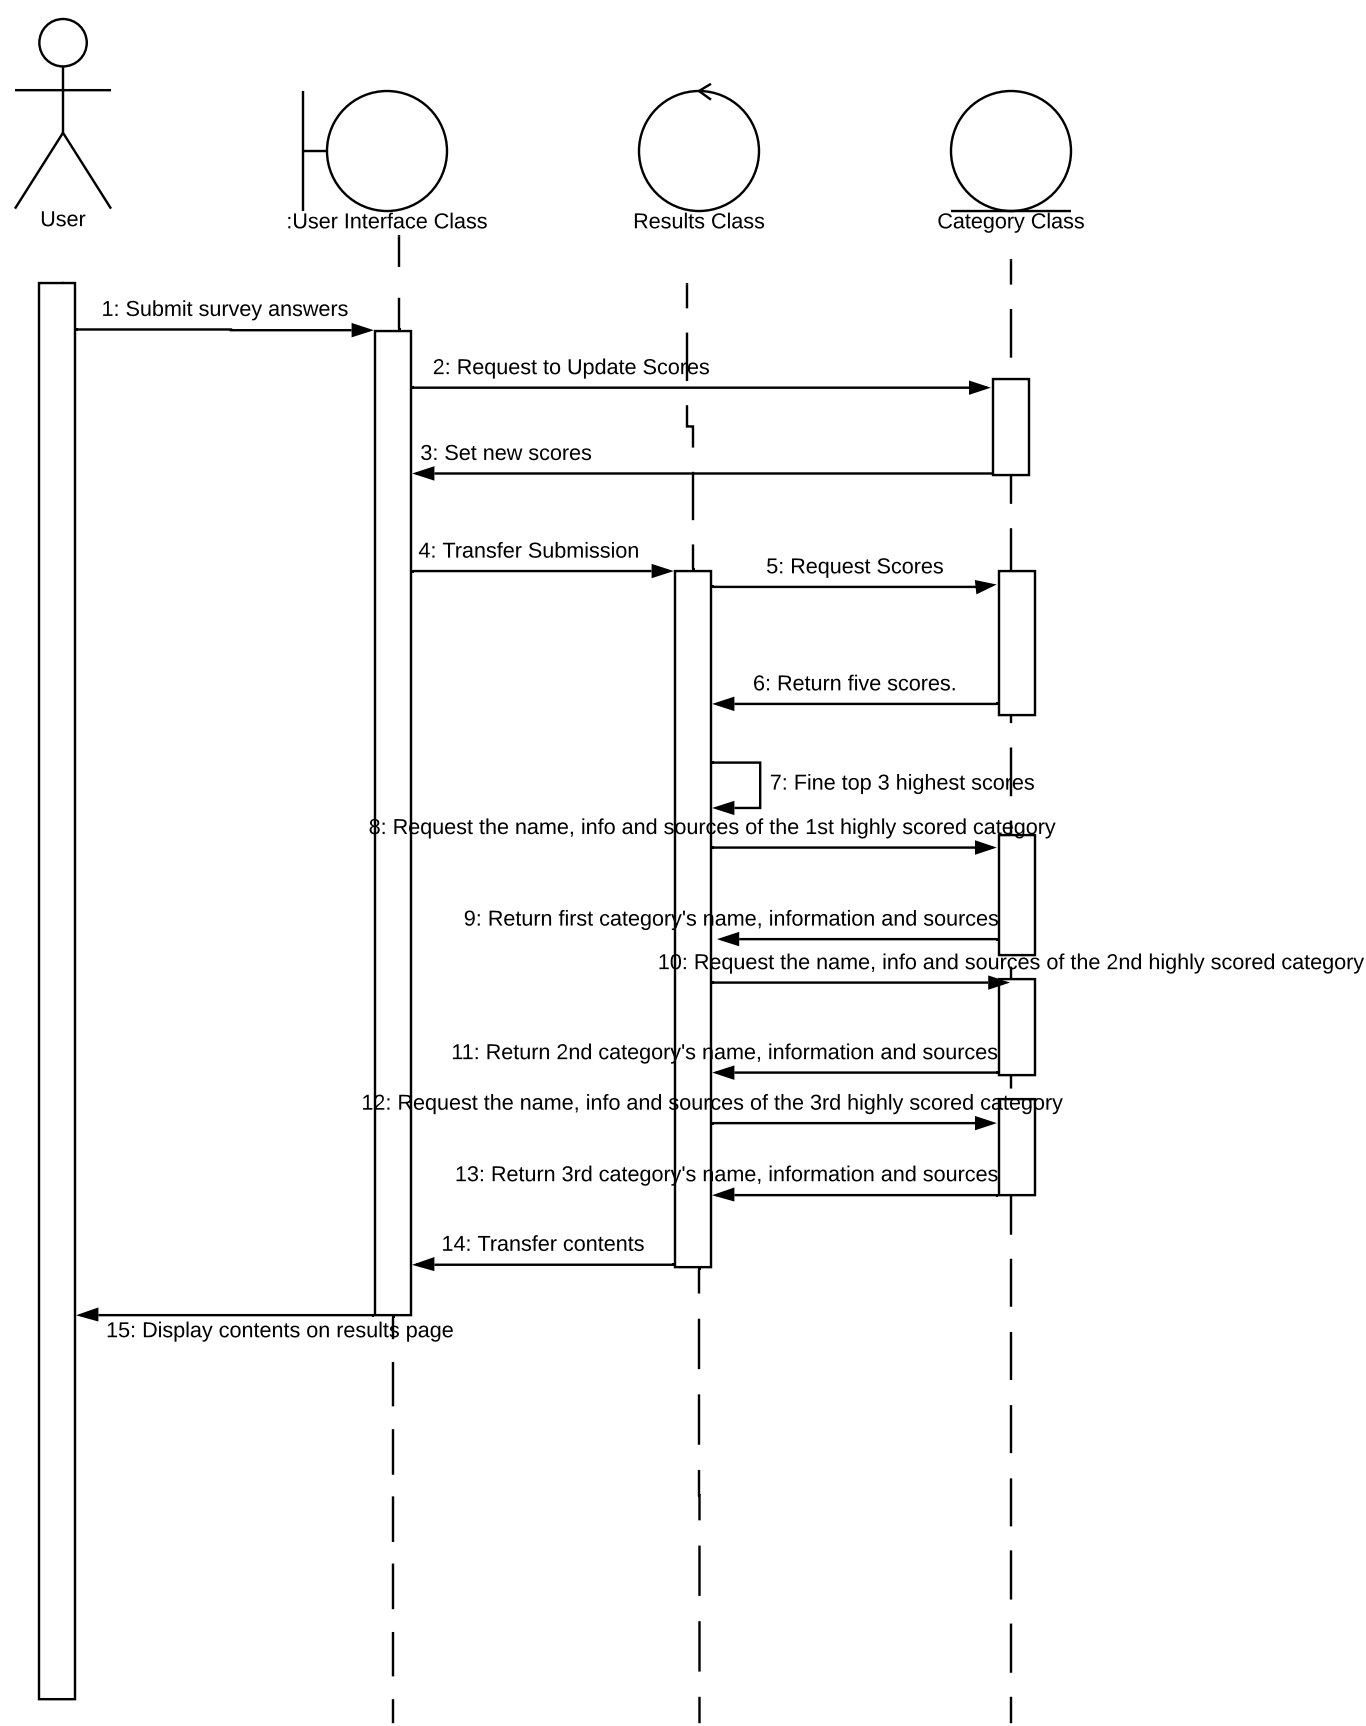 User
:User Interface Class
Results Class
Category Class
1: Submit survey answers
2: Request to Update Scores
3: Set new scores
4: Transfer Submission
5: Request Scores
6: Return five scores.
7: Fine top 3 highest scores
8: Request the name, info and sources of the 1st highly scored category
9: Return first category's name, information and sources
10: Request the name, info and sources of the 2nd highly scored category
11: Return 2nd category's name, information and sources
12: Request the name, info and sources of the 3rd highly scored category
13: Return 3rd category's name, information and sources
14: Transfer contents
15: Display contents on results page